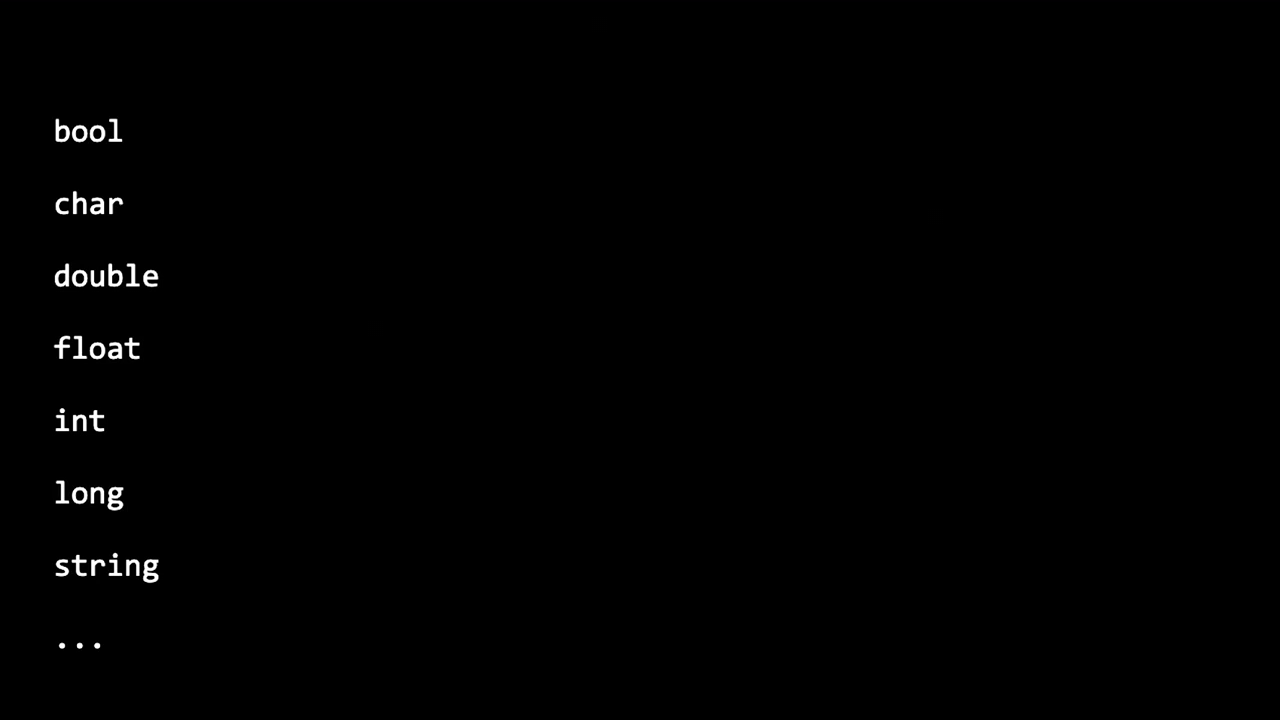 bool
char
double
float
int
long
string
...